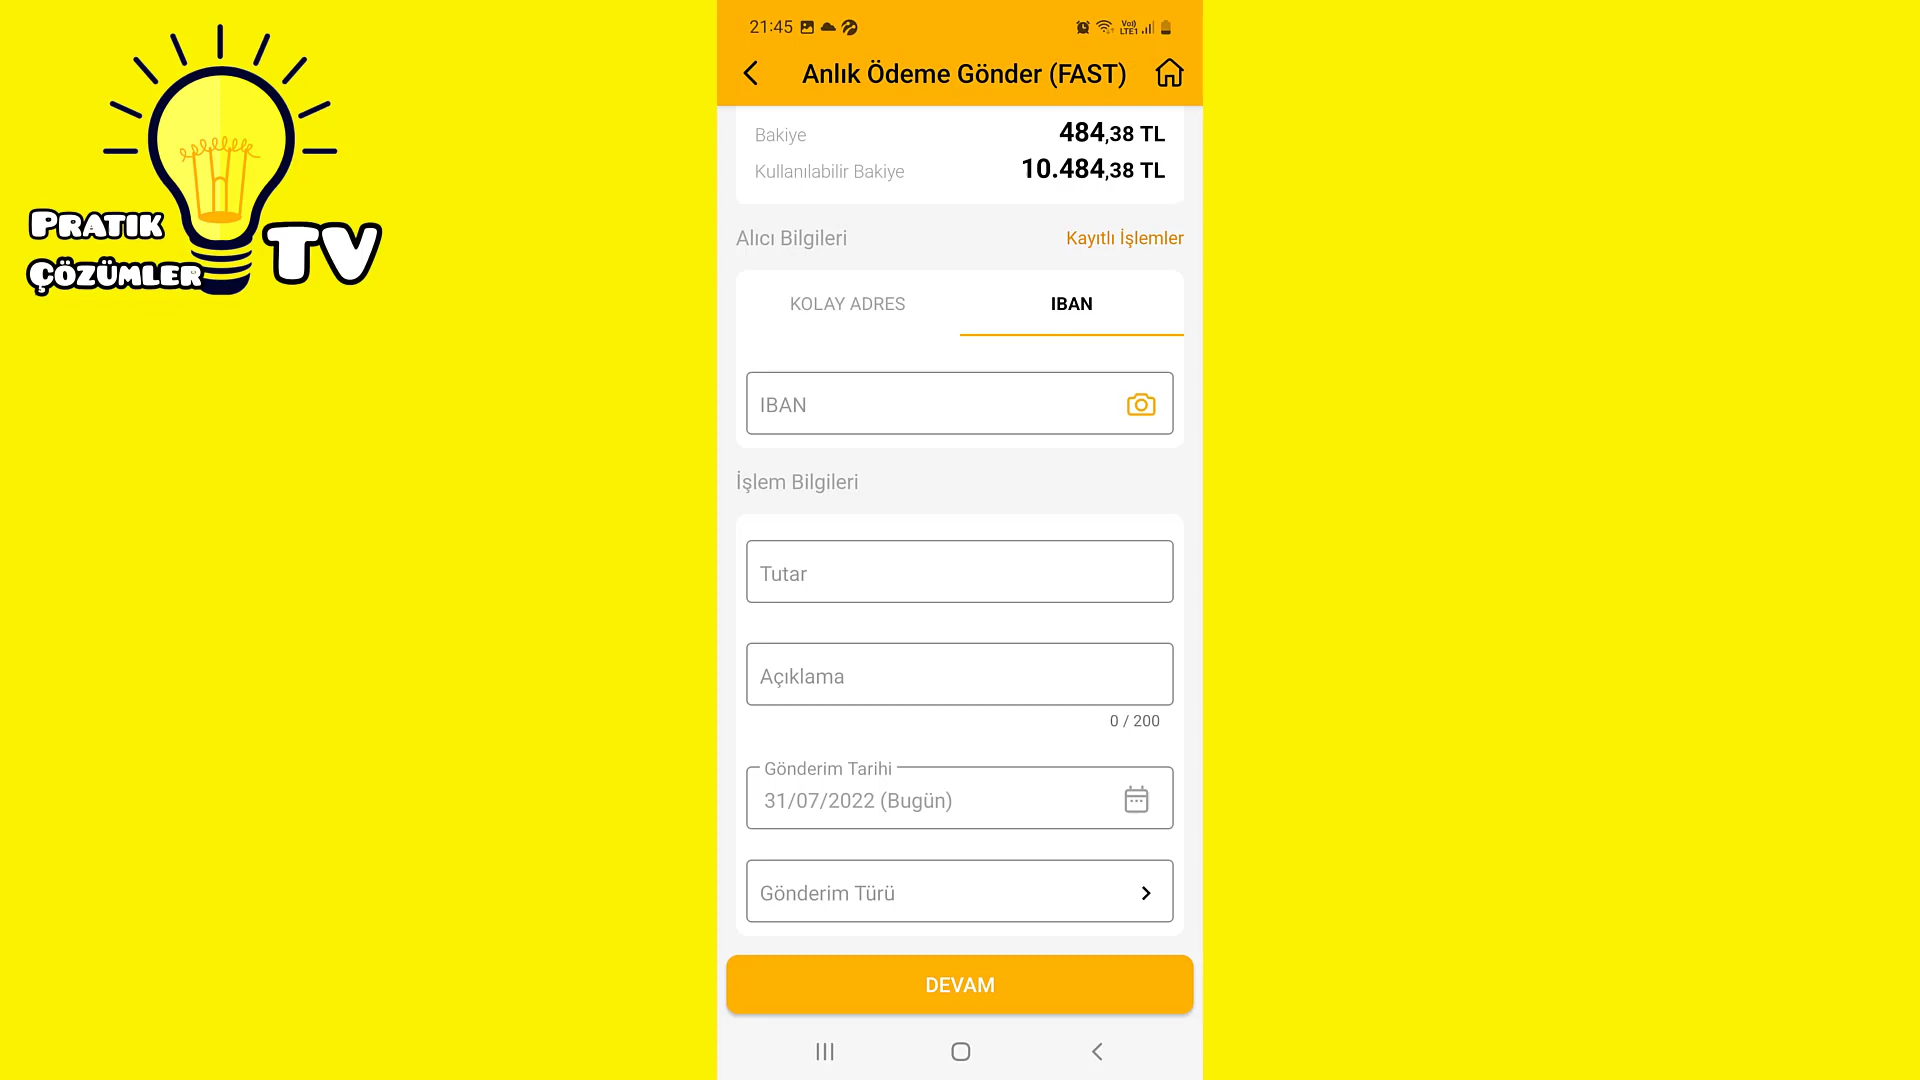 PRATIK
ÇÖZÜMLER
TV
21:45
Vo))
LTE1
Anlık Ödeme Gönder (FAST)
Bakiye 484,38 TL
Kullanılabilir Bakiye 10.484,38 TL
Alıcı Bilgileri Kayıtlı İşlemler
KOLAY ADRES IBAN
IBAN
İşlem Bilgileri
Tutar
Açıklama
0 / 200
Gönderim Tarihi
31/07/2022 (Bugün)
Gönderim Türü
DEVAM